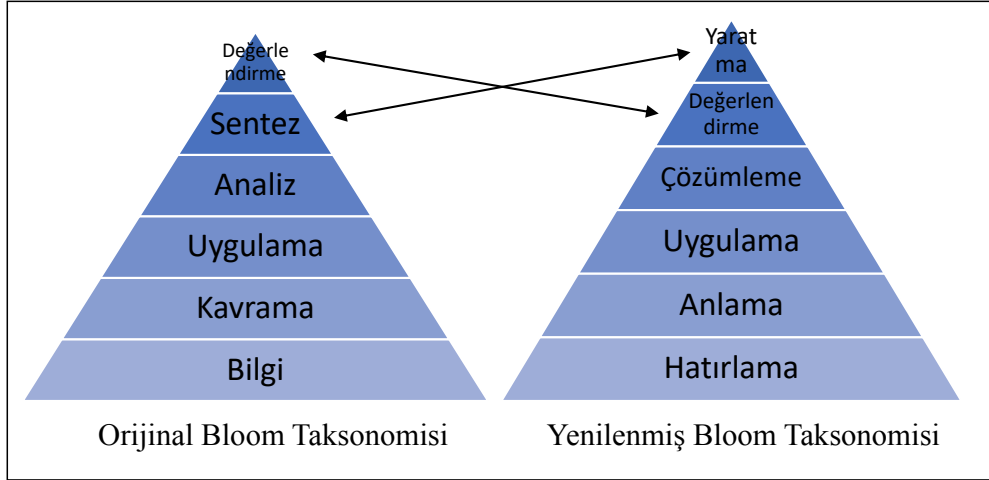 Değerle
ndirme
Sentez
Analiz
Uygulama
Kavrama
Bilgi
Orijinal Bloom Taksonomisi
Yarat
ma
Değerlen
dirme
Çözümleme
Uygulama
Anlama
Hatırlama
Yenilenmiş Bloom Taksonomisi